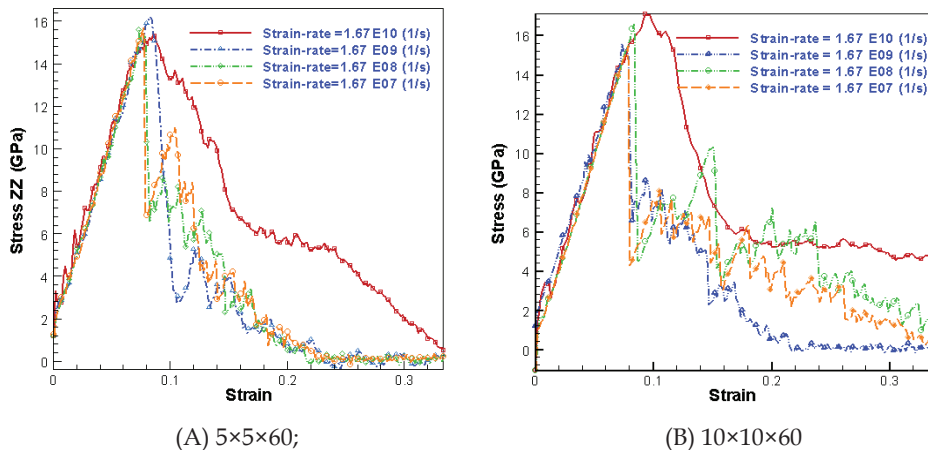 16
14
12
10
8
6
4
2
0
Stress ZZ (GPa)
Strain-rate =1.67 E10 (1/s)
Strain-rate=1.67 E09 (1/s)
Strain-rate=1.67 E08 (1/s)
Strain-rate=1.67 E07 (1/s)
0
0.1
0.2
0.3
Strain
(A) 5×5×60;
16
14
12
10
8
6
4
2
0
Stress (GPa)
Strain-rate = 1.67 E10 (1/s)
Strain-rate = 1.67 E09 (1/s)
Strain-rate = 1.67 E08 (1/s)
Strain-rate = 1.67 E07 (1/s)
0
0.1
0.2
0.3
Strain
(B) 10×10×60